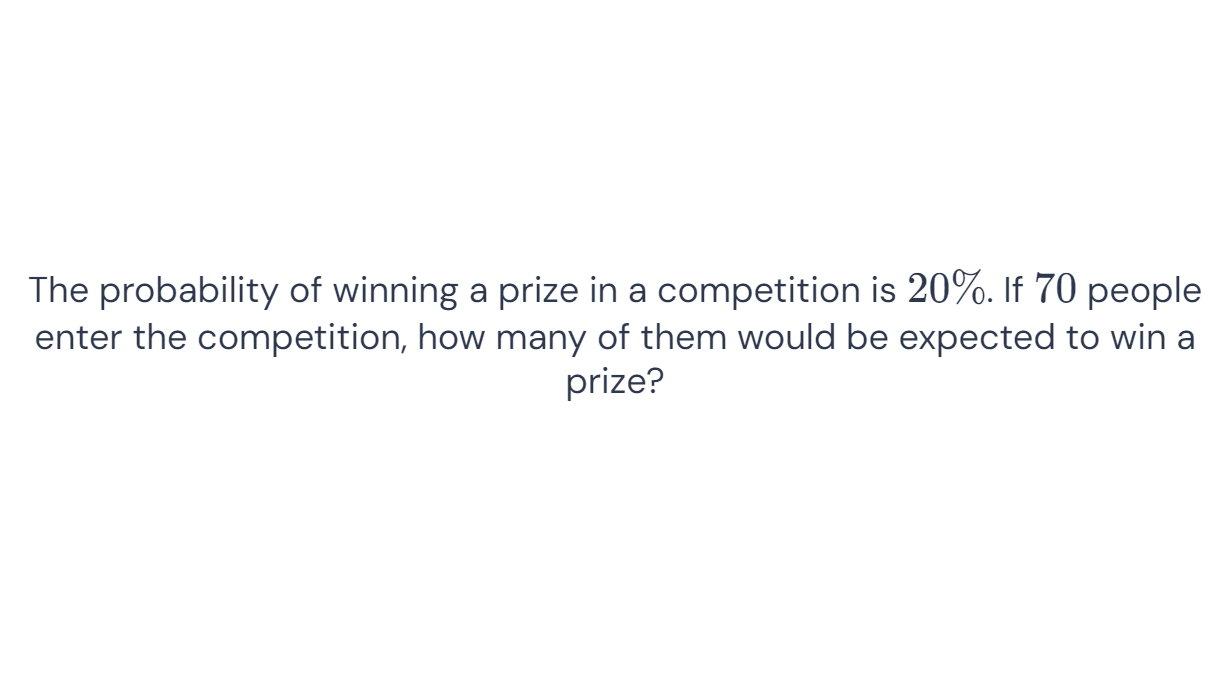 The probability of winning a prize in a competition is 20%. If 70 people
enter the competition, how many of them would be expected to win a
prize?